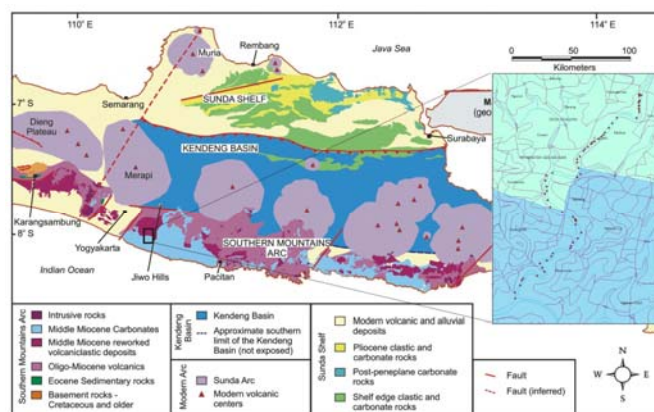 110° E
112° E
114° E
Muria
Rembang
Java Sea
Kilometers
0
50
100
7° S
Semarang
SUNDA SHELF
Dieng
Plateau
M
(geo
Surabaya
KENDENG BASIN
Merapi
Karangsambung
8° S
Yogyakarta
SOUTHERN MOUNTAINS
ARC
Indian Ocean
Jiwo Hills
Pacitan
Southern Mountains Arc
Intrusive rocks
Middle Miocene Carbonates
Middle Miocene reworked
volcaniclastic deposits
Oligo-Miocene volcanics
Eocene Sedimentary rocks
Basement rocks -
Cretaceous and older
Kendeng
Basin
Kendeng Basin
Approximate southern
limit of the Kendeng
Basin (not exposed)
Modern Arc
Sunda Arc
Modern volcanic
centers
Sunda Shelf
Modern volcanic and alluvial
deposits
Pliocene clastic and
carbonate rocks
Post-peneplane carbonate
rocks
Shelf edge clastic and
carbonate rocks
Fault
Fault (inferred)
N
W
E
S